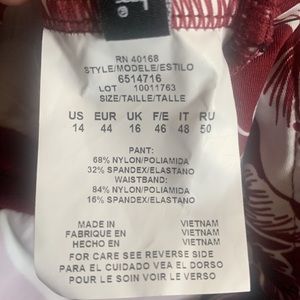 RN 40168
STYLE/MODELE/ESTILO
6514716
LOT 10011763
SIZE/TAILLE/TALLE
US EUR UK F/E IT RU
14 44 16 46 48 50
PANT:
68% NYLON/POLIAMIDA
32% SPANDEX/ELASTANO
WAISTBAND:
84% NYLON/POLIAMIDA
16% SPANDEX/ELASTANO
MADE IN VIETNAM
FABRIQUE EN VIETNAM
HECHO EN VIETNAM
FOR CARE SEE REVERSE SIDE
PARA EL CUIDADO VEA EL DORSO
POUR LE SOIN VOIR LE VERSO